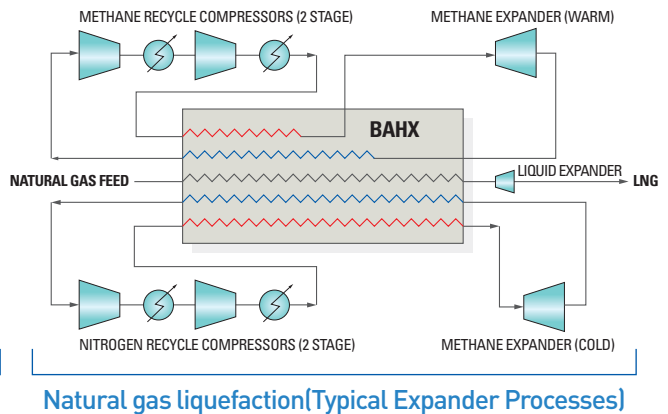 METHANE RECYCLE COMPRESSORS (2 STAGE)
METHANE EXPANDER (WARM)
BAHX
LIQUID EXPANDER
NATURAL GAS FEED
LNG
NITROGEN RECYCLE COMPRESSORS (2 STAGE)
METHANE EXPANDER (COLD)
Natural gas liquefaction(Typical Expander Processes)